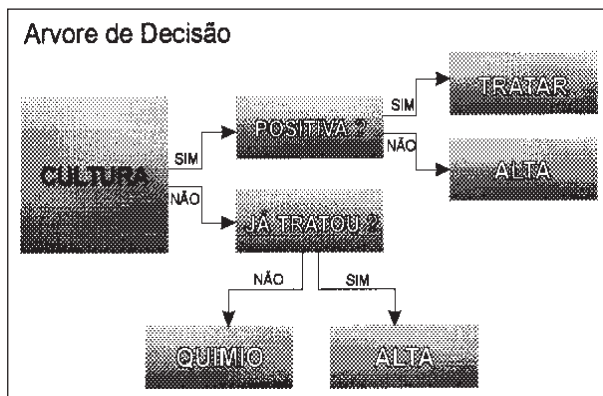 Arvore de Decisão
CULTURA
SIM
NÃO
POSITIVA ?
SIM
NÃO
TRATAR
ALTA
JÁ TRATOU ?
NÃO
SIM
QUIMIO
ALTA